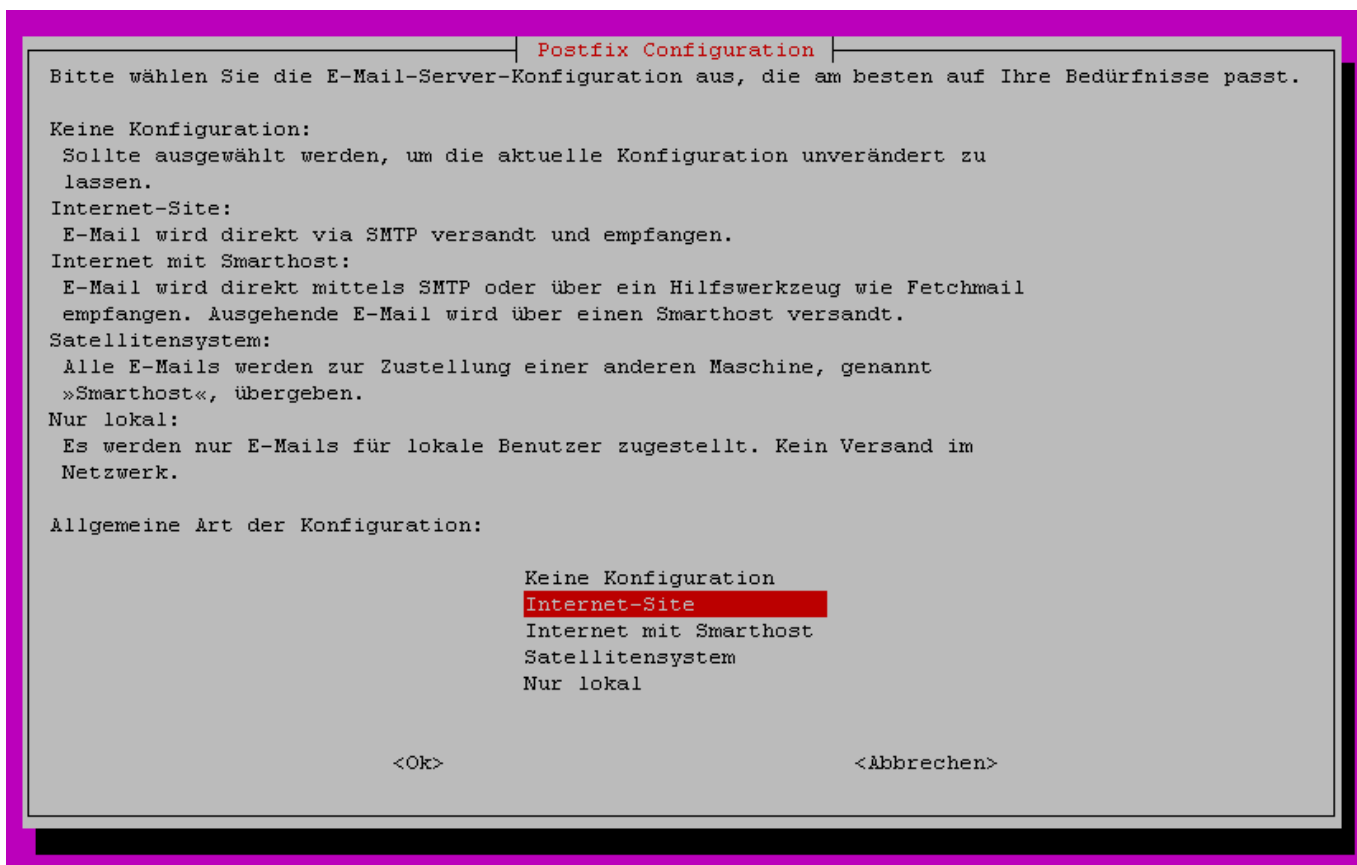 Postfix Configuration
Bitte wählen Sie die E-Mail-Server-Konfiguration aus, die am besten auf Ihre Bedürfnisse passt.
Keine Konfiguration:
Sollte ausgewählt werden, um die aktuelle Konfiguration unverändert zu
lassen.
Internet-Site:
E-Mail wird direkt via SMTP versandt und empfangen.
Internet mit Smarthost:
E-Mail wird direkt mittels SMTP oder über ein Hilfswerkzeug wie Fetchmail
empfangen. Ausgehende E-Mail wird über einen Smarthost versandt.
Satellitensystem:
Alle E-Mails werden zur Zustellung einer anderen Maschine, genannt
»Smarthost«, übergeben.
Nur lokal:
Es werden nur E-Mails für lokale Benutzer zugestellt. Kein Versand im
Netzwerk.
Allgemeine Art der Konfiguration:
Keine Konfiguration
Internet-Site
Internet mit Smarthost
Satellitensystem
Nur lokal
<Ok> <Abbrechen>